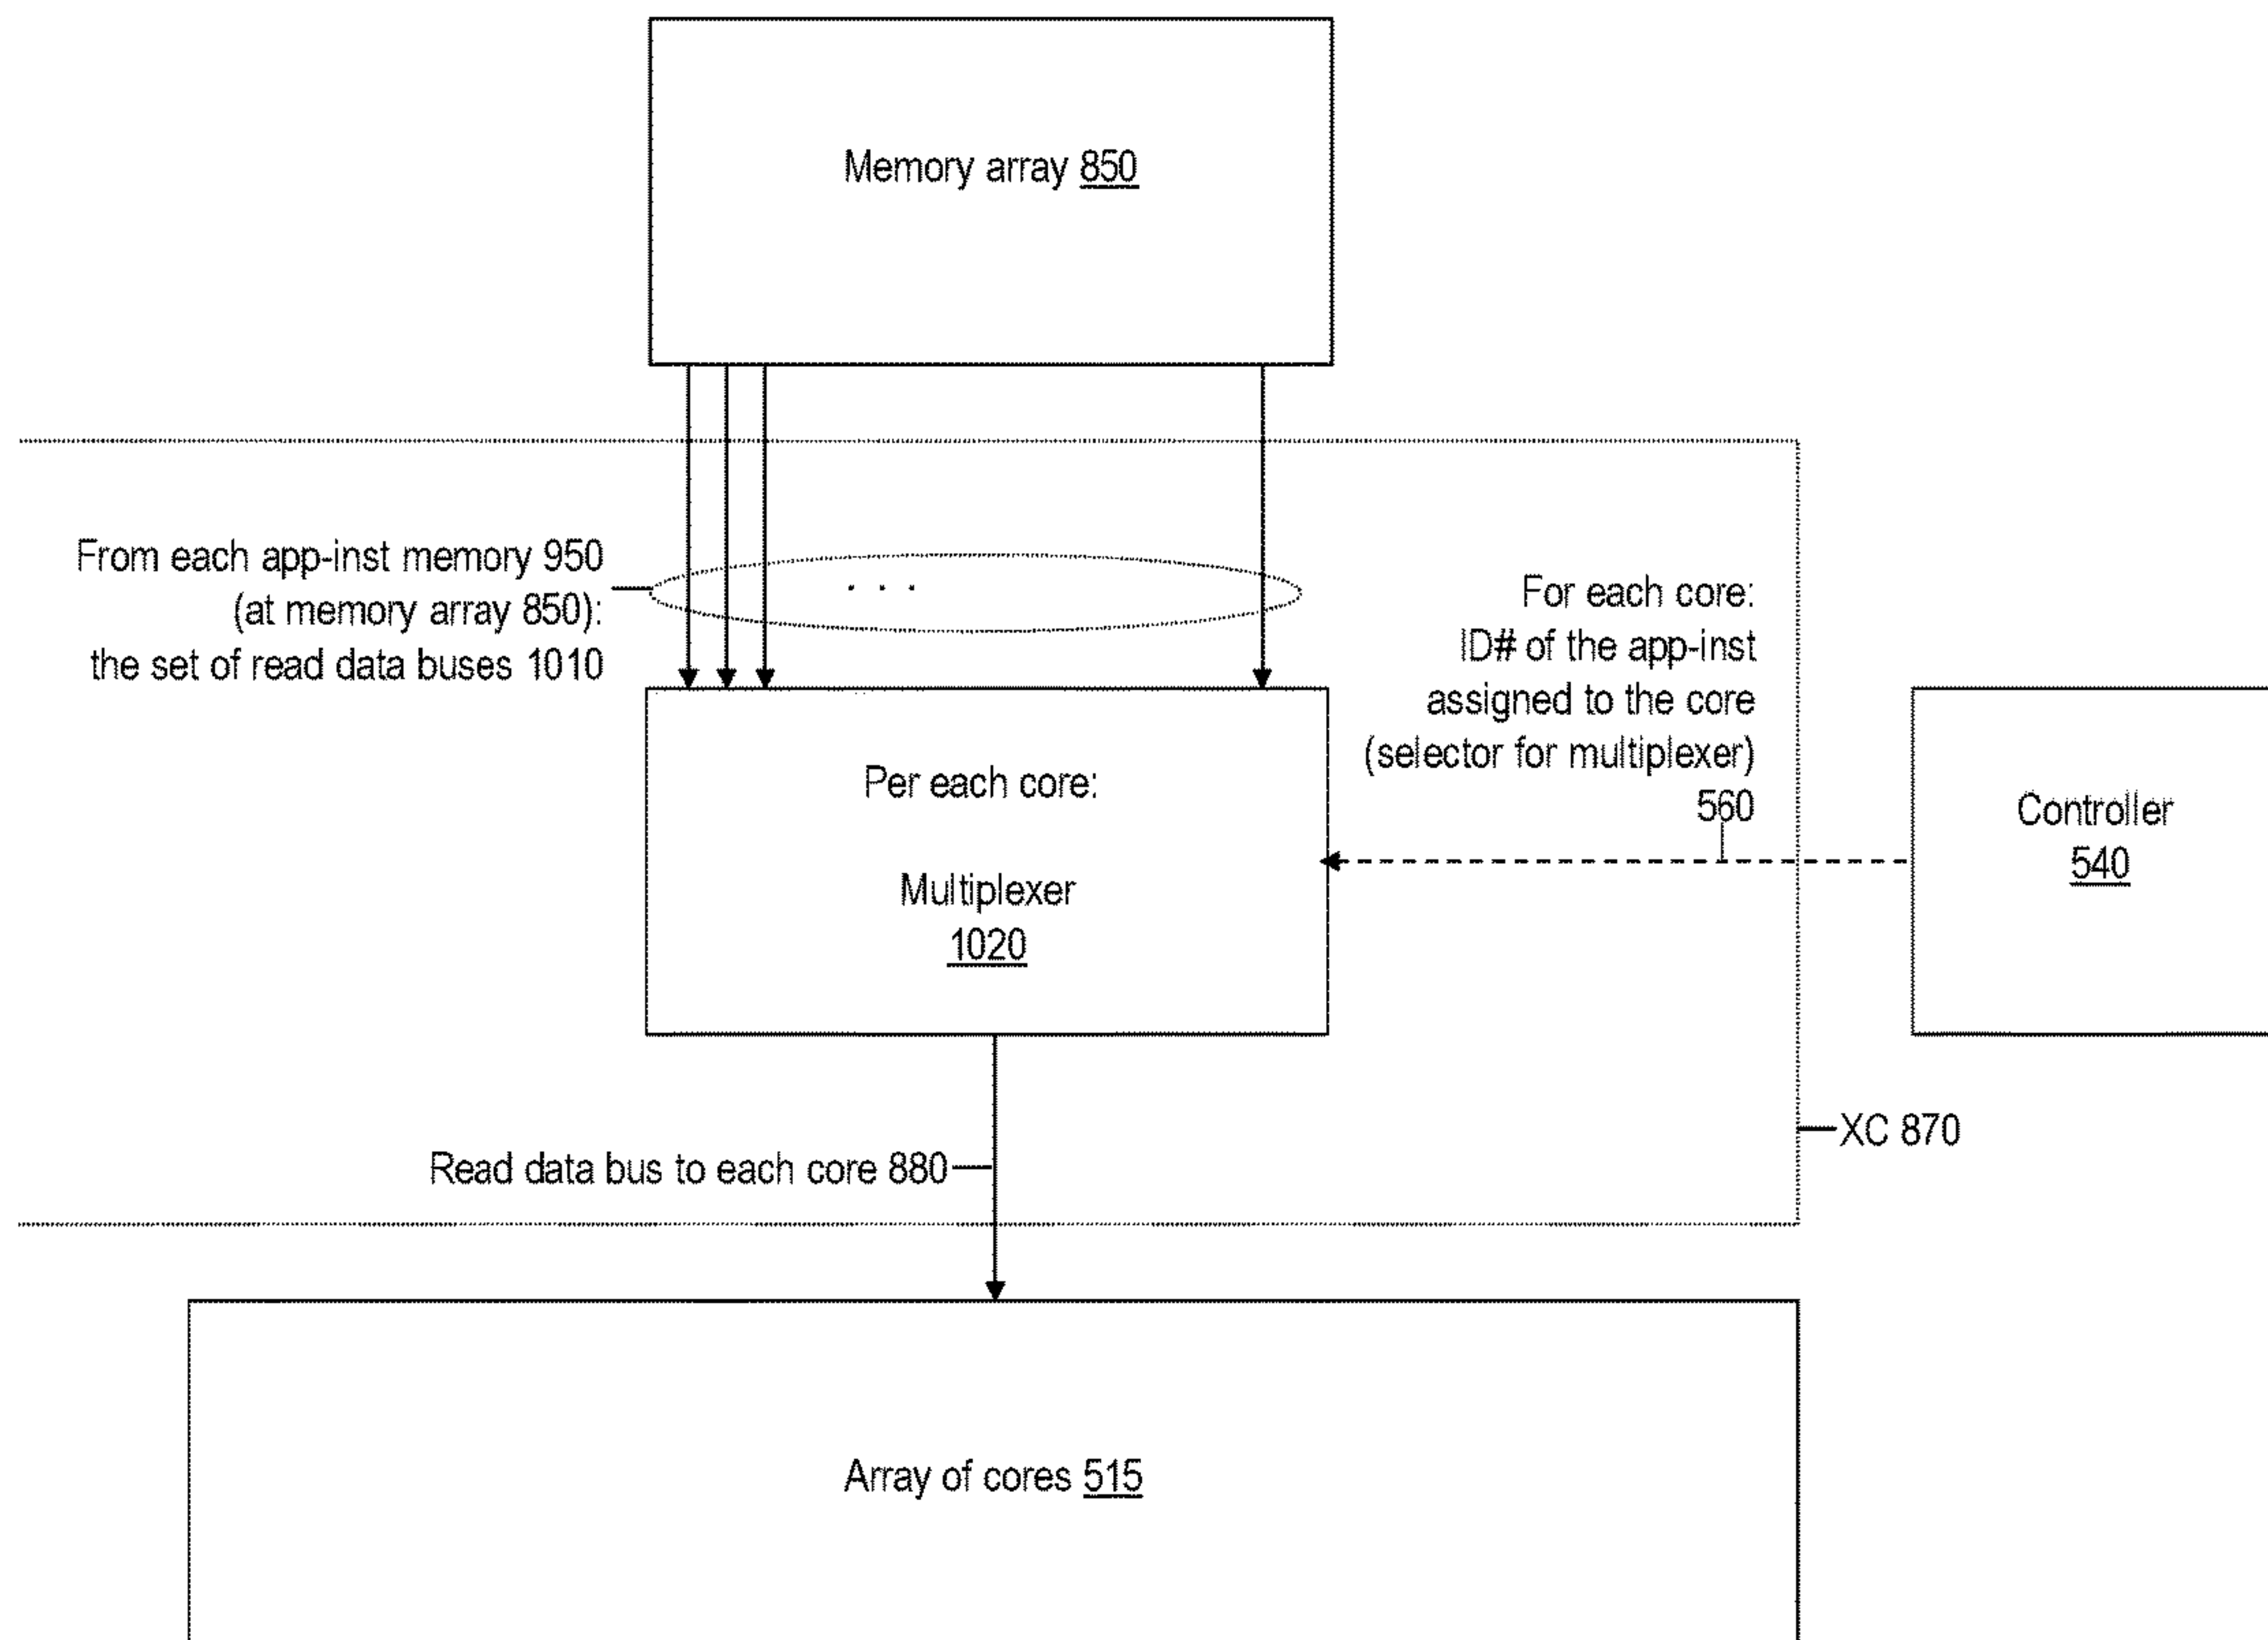 Memory array 850
From each app-inst memory 950
(at memory array 850):
the set of read data buses 1010
. . .
For each core:
ID# of the app-inst
assigned to the core
(selector for multiplexer)
560
Per each core:
Multiplexer
1020
Controller
540
XC 870
Read data bus to each core 880
Array of cores 515